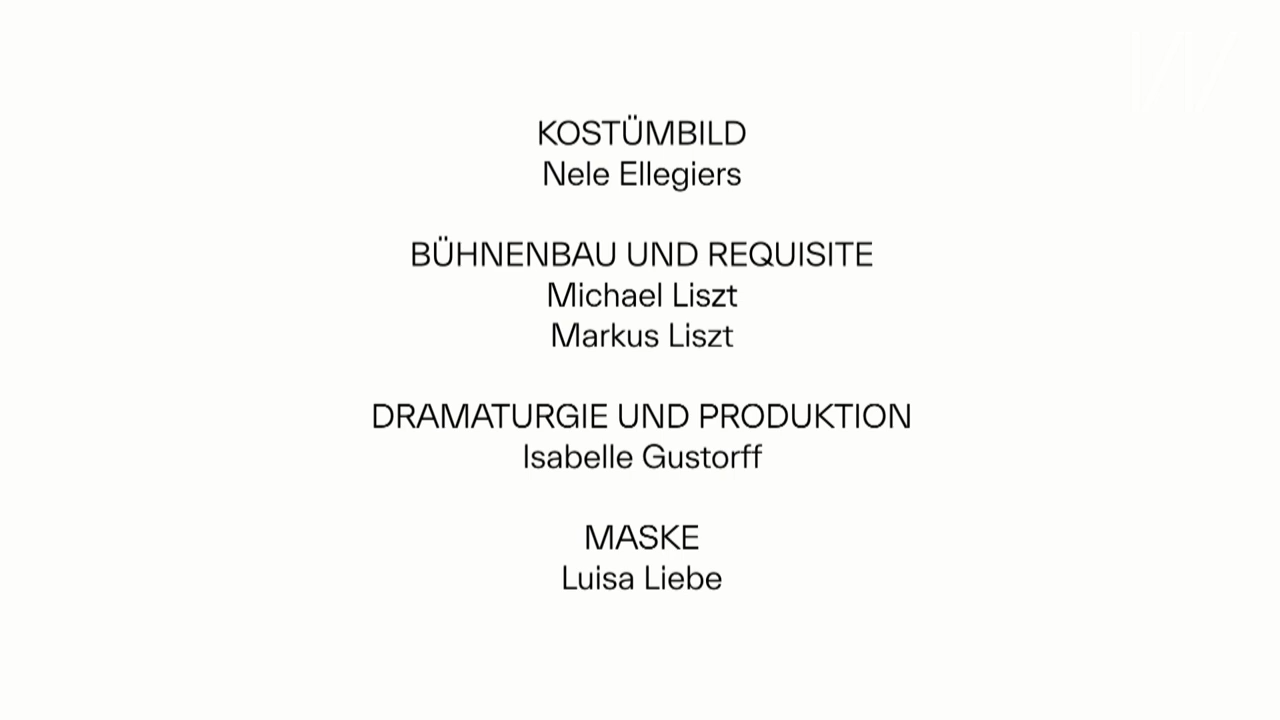 KOSTÜMBILD
Nele Ellegiers
BÜHNENBAU UND REQUISITE
Michael Liszt
Markus Liszt
DRAMATURGIE UND PRODUKTION
Isabelle Gustorff
MASKE
Luisa Liebe